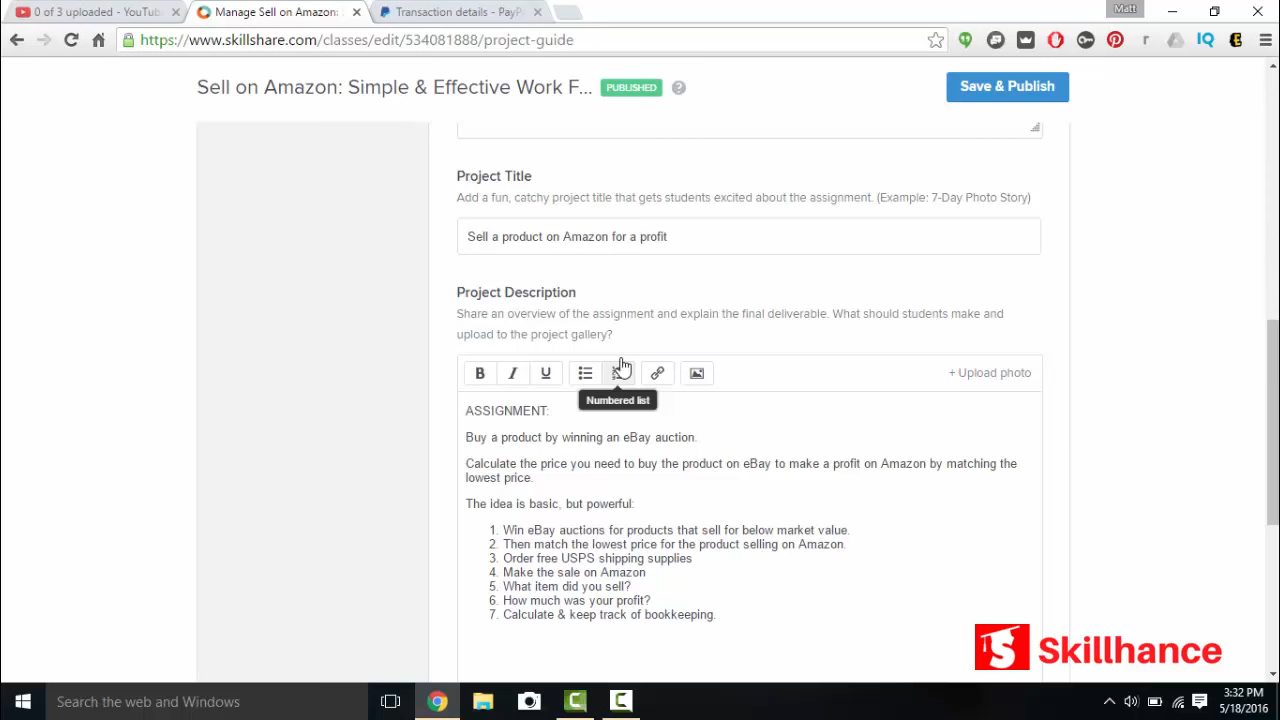 0 of 3 uploaded - YouTub
Manage Sell on Amazon:
Transaction details - PayP
Matt
https://www.skillshare.com/classes/edit/534081888/project-guide
Sell on Amazon: Simple & Effective Work F... PUBLISHED ?
Save & Publish
Project Title
Add a fun, catchy project title that gets students excited about the assignment. (Example: 7-Day Photo Story)
Sell a product on Amazon for a profit
Project Description
Share an overview of the assignment and explain the final deliverable. What should students make and
upload to the project gallery?
B I U
+ Upload photo
Numbered list
ASSIGNMENT:
Buy a product by winning an eBay auction.
Calculate the price you need to buy the product on eBay to make a profit on Amazon by matching the
lowest price.
The idea is basic, but powerful:
1. Win eBay auctions for products that sell for below market value.
2. Then match the lowest price for the product selling on Amazon.
3. Order free USPS shipping supplies
4. Make the sale on Amazon
5. What item did you sell?
6. How much was your profit?
7. Calculate & keep track of bookkeeping.
S Skillhance
Search the web and Windows
3:32 PM
5/18/2016